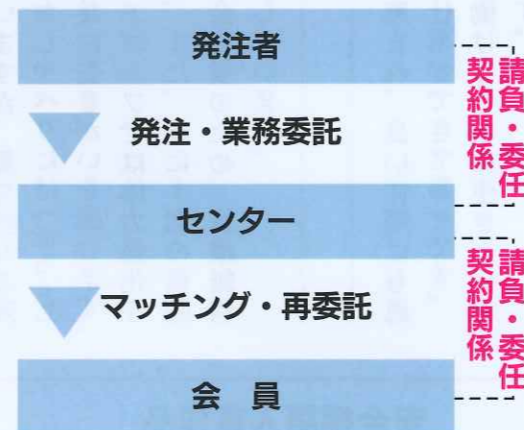 発注者
請負・委任
契約関係
発注・業務委託
センター
請負・委任
契約関係
マッチング・再委託
会　員